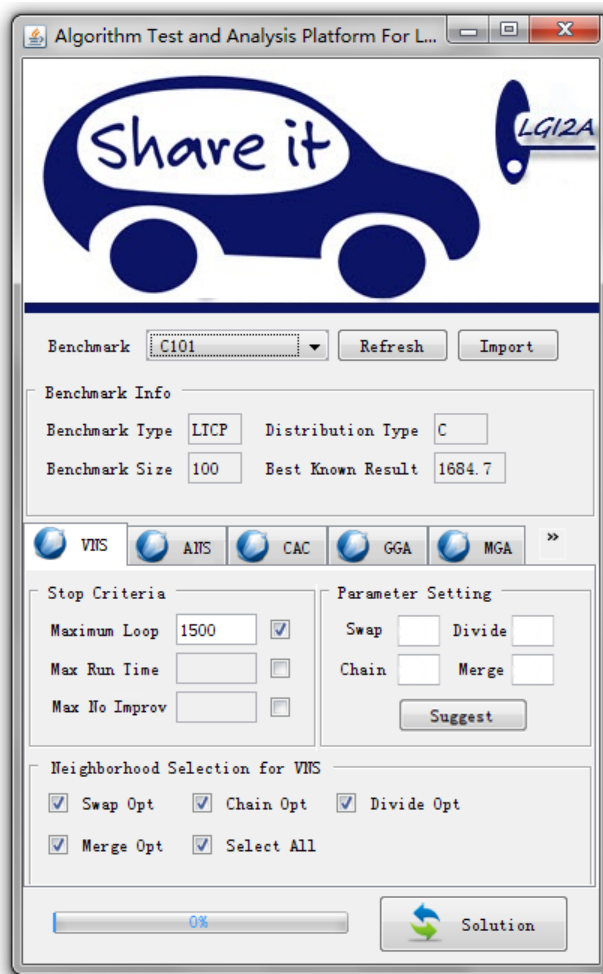 Algorithm Test and Analysis Platform For L...
Share it
LGI2A
Benchmark C101 Refresh Import
Benchmark Info
Benchmark Type LTCP Distribution Type C
Benchmark Size 100 Best Known Result 1684.7
VNS ANS CAC GGA MGA »
Stop Criteria Parameter Setting
Maximum Loop 1500 Swap Divide
Max Run Time Chain Merge
Max No Improv Suggest
Neighborhood Selection for VNS
Swap Opt Chain Opt Divide Opt
Merge Opt Select All
0% Solution